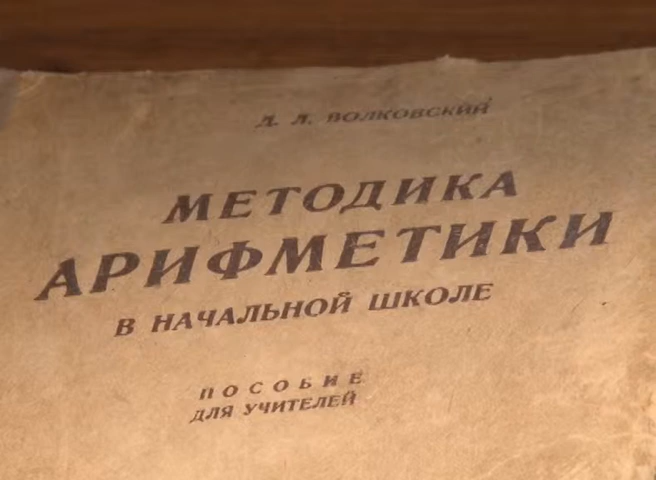 Д. Л. ВОЛКОВСКИЙ
МЕТОДИКА
АРИФМЕТИКИ
В НАЧАЛЬНОЙ ШКОЛЕ
ПОСОБИЕ
ДЛЯ УЧИТЕЛЕЙ